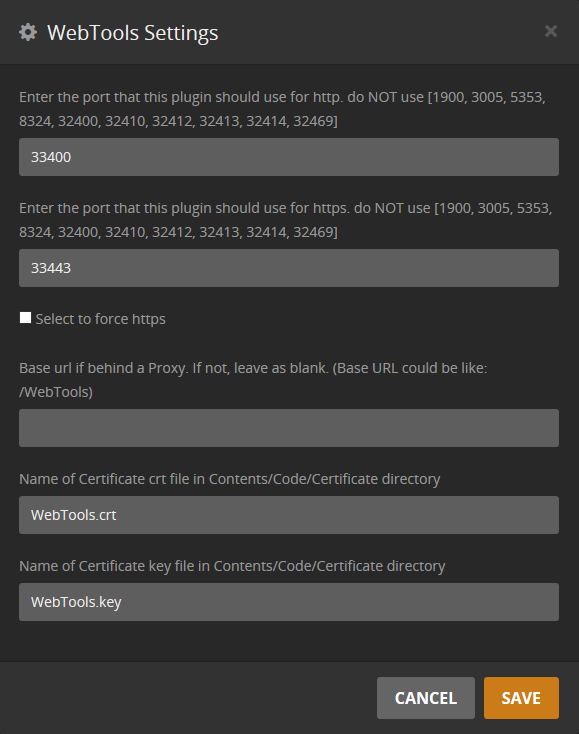 WebTools Settings
Enter the port that this plugin should use for http. do NOT use [1900, 3005, 5353,
8324, 32400, 32410, 32412, 32413, 32414, 32469]
33400
Enter the port that this plugin should use for https. do NOT use [1900, 3005, 5353,
8324, 32400, 32410, 32412, 32413, 32414, 32469]
33443
Select to force https
Base url if behind a Proxy. If not, leave as blank. (Base URL could be like:
/WebTools)
Name of Certificate crt file in Contents/Code/Certificate directory
WebTools.crt
Name of Certificate key file in Contents/Code/Certificate directory
WebTools.key
CANCEL SAVE